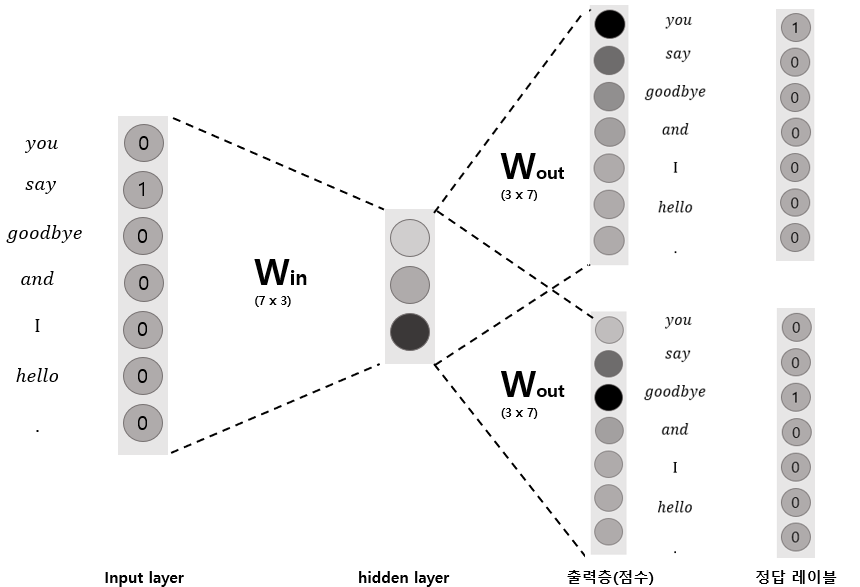 you
0
say
1
goodbye
0
and
0
I
0
hello
0
.
0
Win
(7 x 3)
Wout
(3 x 7)
you
1
say
0
goodbye
0
and
0
I
0
hello
0
.
0
Wout
(3 x 7)
you
0
say
0
goodbye
1
and
0
I
0
hello
0
.
0
Input layer
hidden layer
출력층(점수)
정답 레이블